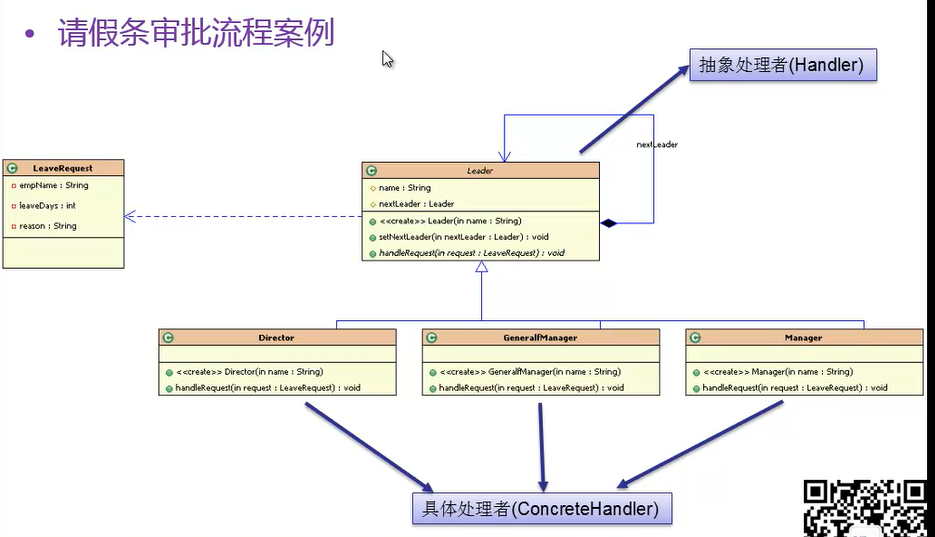 • 请假条审批流程案例
抽象处理者(Handler)
nextLeader
LeaveRequest
empName : String
leaveDays : int
reason : String
Leader
name : String
nextLeader : Leader
<<create>> Leader(in name : String)
setNextLeader(in nextLeader : Leader) : void
handleRequest(in request : LeaveRequest) : void
Director
<<create>> Director(in name : String)
handleRequest(in request : LeaveRequest) : void
GeneralfManager
<<create>> GeneralfManager(in name : String)
handleRequest(in request : LeaveRequest) : void
Manager
<<create>> Manager(in name : String)
handleRequest(in request : LeaveRequest) : void
具体处理者(ConcreteHandler)